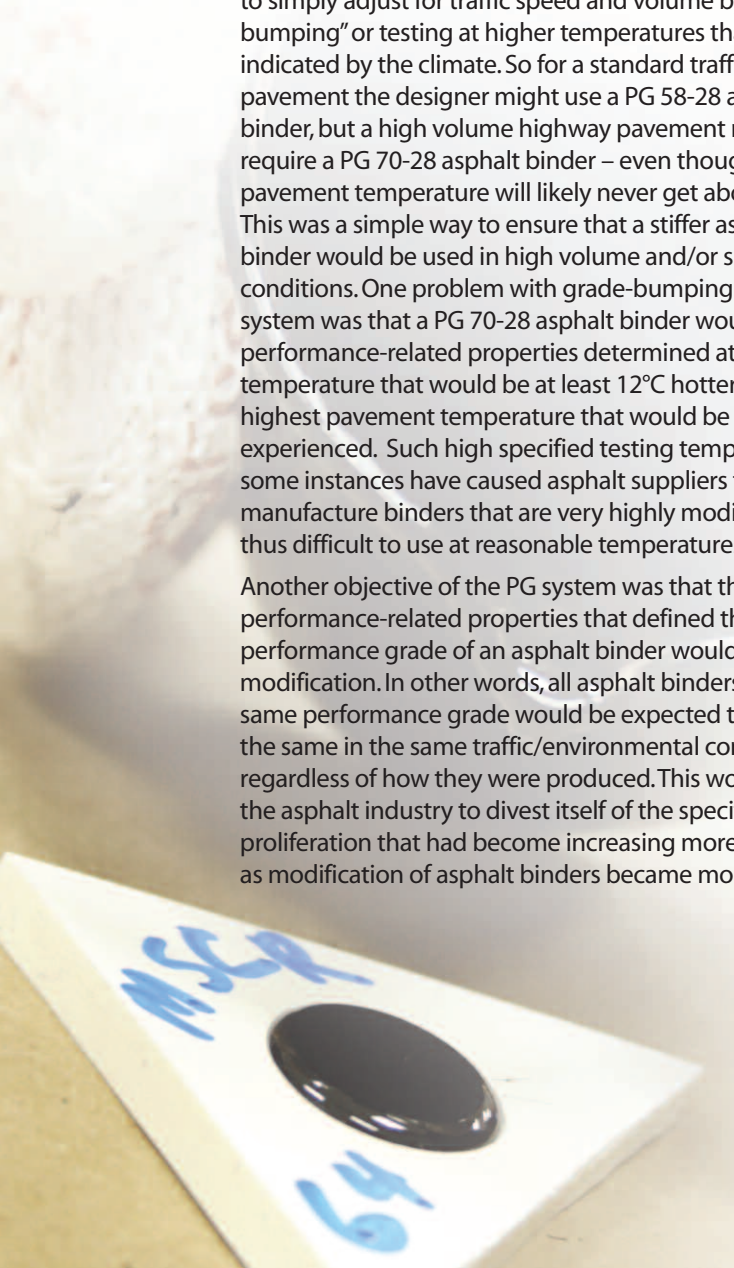 to simply adjust for traffic speed and volume b
bumping” or testing at higher temperatures tha
indicated by the climate. So for a standard traff
pavement the designer might use a PG 58-28 a
binder, but a high volume highway pavement
require a PG 70-28 asphalt binder – even thoug
pavement temperature will likely never get abo
This was a simple way to ensure that a stiffer as
binder would be used in high volume and/or s
conditions. One problem with grade-bumping
system was that a PG 70-28 asphalt binder wou
performance-related properties determined at
temperature that would be at least 12°C hotter
highest pavement temperature that would be
experienced. Such high specified testing temp
some instances have caused asphalt suppliers
manufacture binders that are very highly modi
thus difficult to use at reasonable temperature
Another objective of the PG system was that th
performance-related properties that defined th
performance grade of an asphalt binder would
modification. In other words, all asphalt binders
same performance grade would be expected t
the same in the same traffic/environmental con
regardless of how they were produced. This wo
the asphalt industry to divest itself of the speci
proliferation that had become increasing more
as modification of asphalt binders became mo
MSCR
64